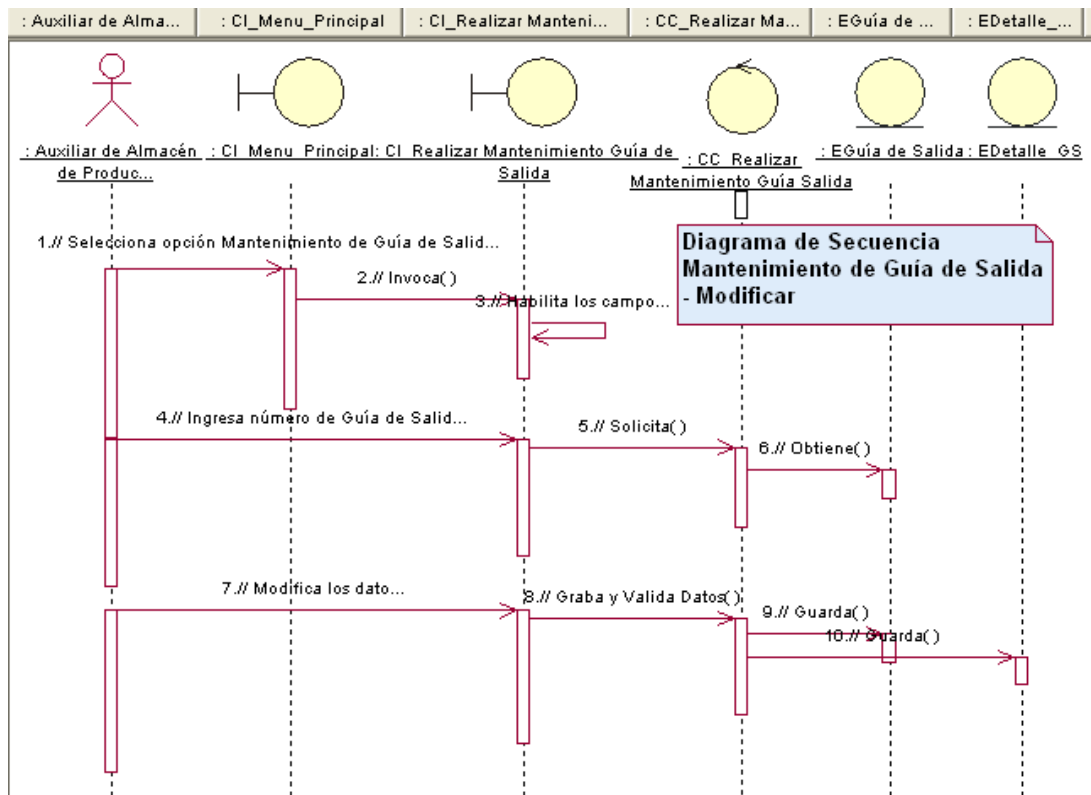 : Auxiliar de Alma...
: CI_Menu_Principal
: CI_Realizar Manteni...
: CC_Realizar Ma...
: EGuía de ...
: EDetalle_...
: Auxiliar de Almacén
de Produc...
: CI_Menu_Principal
: CI_Realizar Mantenimiento Guía de
Salida
: CC_Realizar
Mantenimiento Guía Salida
: EGuía de Salida
: EDetalle_GS
Diagrama de Secuencia
Mantenimiento de Guía de Salida
- Modificar
1.// Selecciona opción Mantenimiento de Guía de Salid...
2.// Invoca( )
3.// Habilita los campo...
4.// Ingresa número de Guía de Salid...
5.// Solicita( )
6.// Obtiene( )
7.// Modifica los dato...
8.// Graba y Valida Datos( )
9.// Guarda( )
10.// Guarda( )